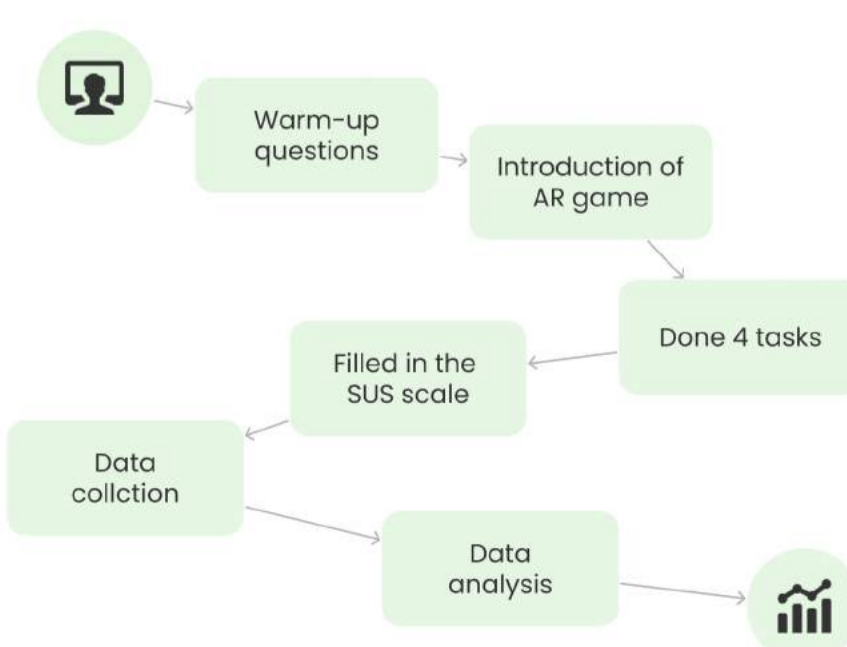 Warm-up
questions
Introduction of
AR game
Done 4 tasks
Filled in the
SUS scale
Data
collction
Data
analysis